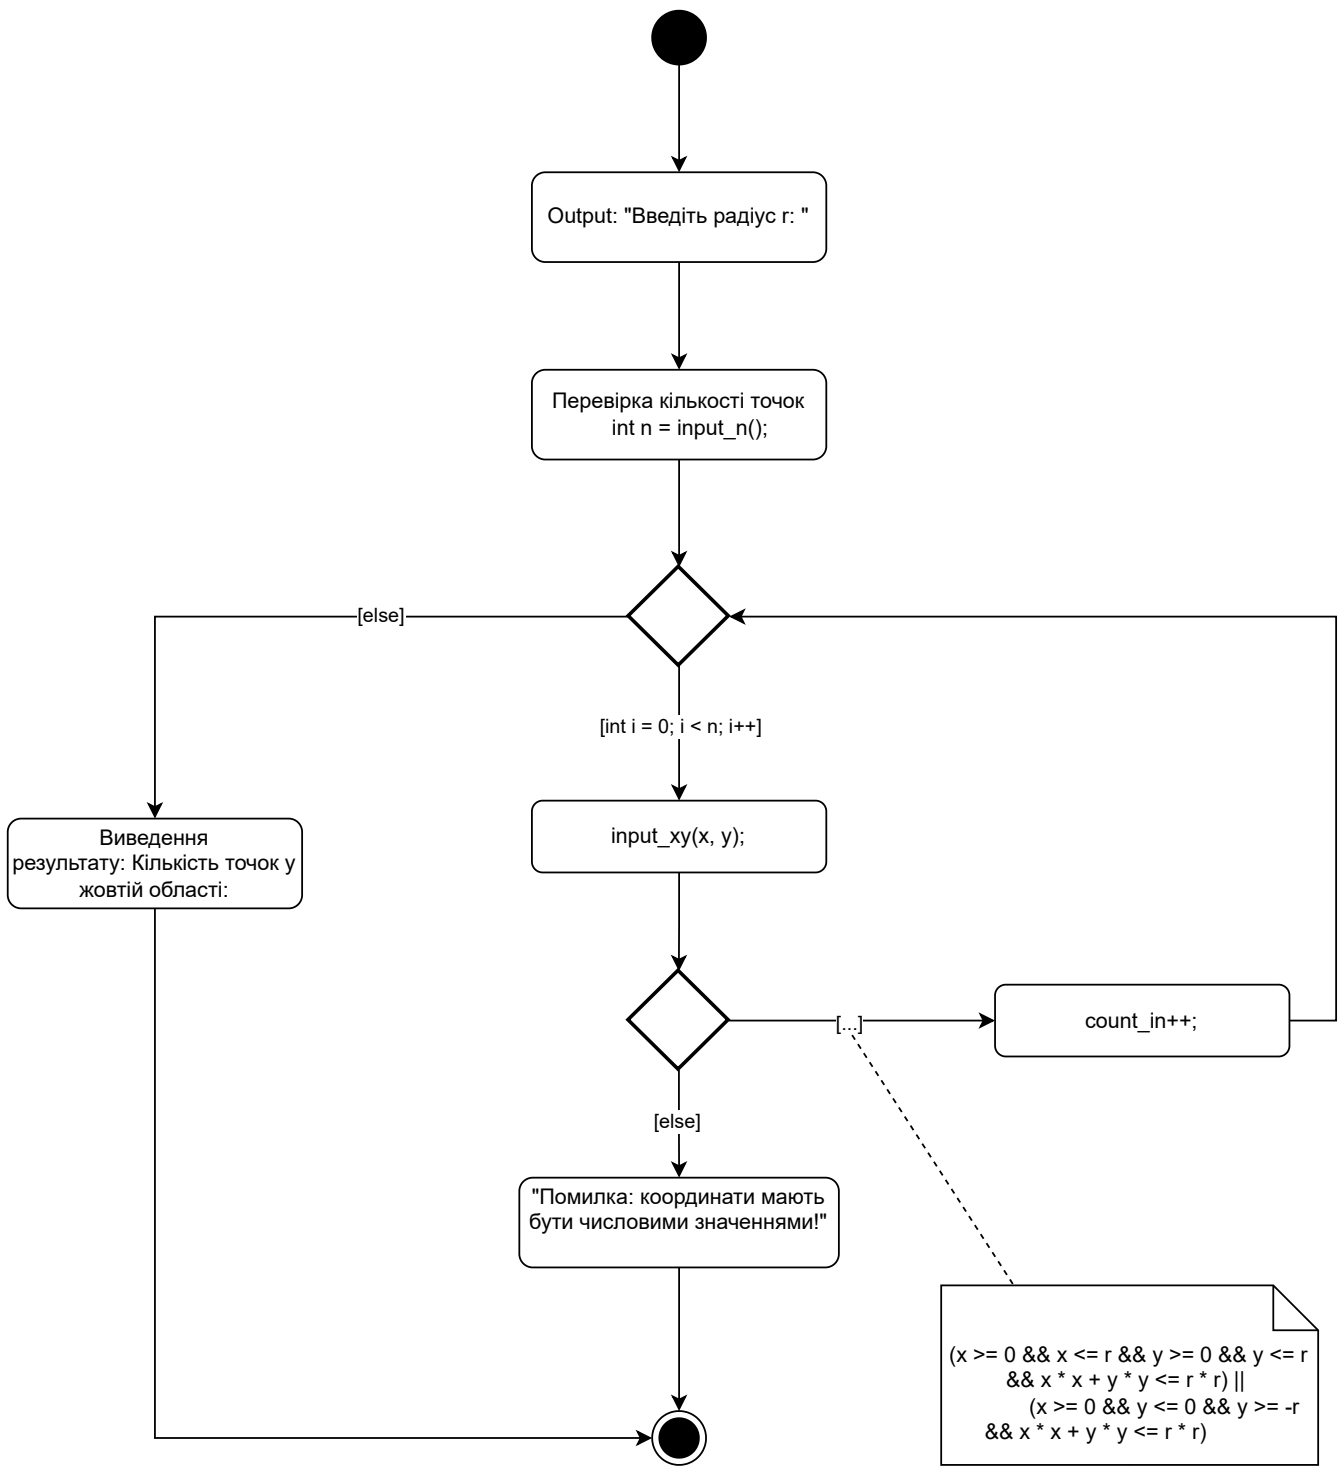 Output: "Введіть радіус r: "
Перевірка кількості точок
int n = input_n();
[else]
[int i = 0; i < n; i++]
input_xy(x, y);
Виведення
результату: Кількість точок у
жовтій області:
[...]
count_in++;
[else]
"Помилка: координати мають
бути числовими значеннями!"
(x >= 0 && x <= r && y >= 0 && y <= r
&& x * x + y * y <= r * r) ||
(x >= 0 && y <= 0 && y >= -r
&& x * x + y * y <= r * r)